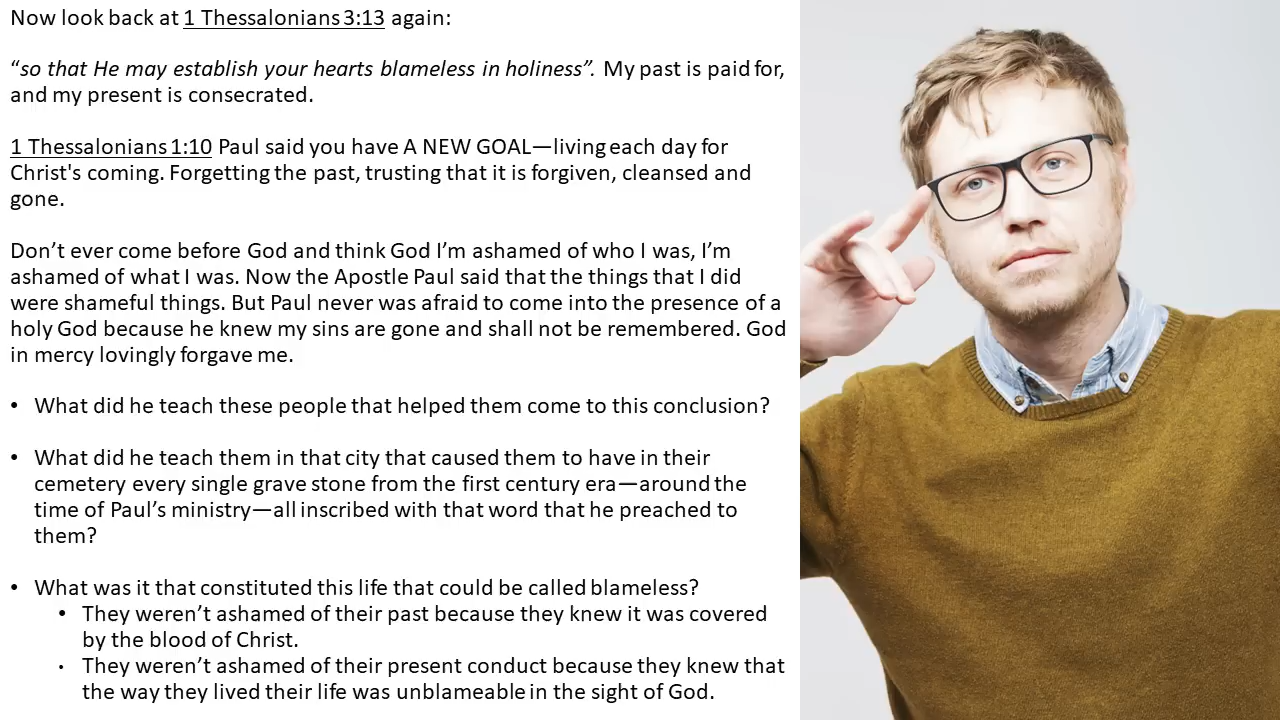 Now look back at 1 Thessalonians 3:13 again:
“so that He may establish your hearts blameless in holiness”. My past is paid for,
and my present is consecrated.
1 Thessalonians 1:10 Paul said you have A NEW GOAL—living each day for
Christ's coming. Forgetting the past, trusting that it is forgiven, cleansed and
gone.
Don’t ever come before God and think God I’m ashamed of who I was, I’m
ashamed of what I was. Now the Apostle Paul said that the things that I did
were shameful things. But Paul never was afraid to come into the presence of a
holy God because he knew my sins are gone and shall not be remembered. God
in mercy lovingly forgave me.
• What did he teach these people that helped them come to this conclusion?
• What did he teach them in that city that caused them to have in their
cemetery every single grave stone from the first century era—around the
time of Paul’s ministry—all inscribed with that word that he preached to
them?
• What was it that constituted this life that could be called blameless?
• They weren’t ashamed of their past because they knew it was covered
by the blood of Christ.
• They weren’t ashamed of their present conduct because they knew that
the way they lived their life was unblameable in the sight of God.